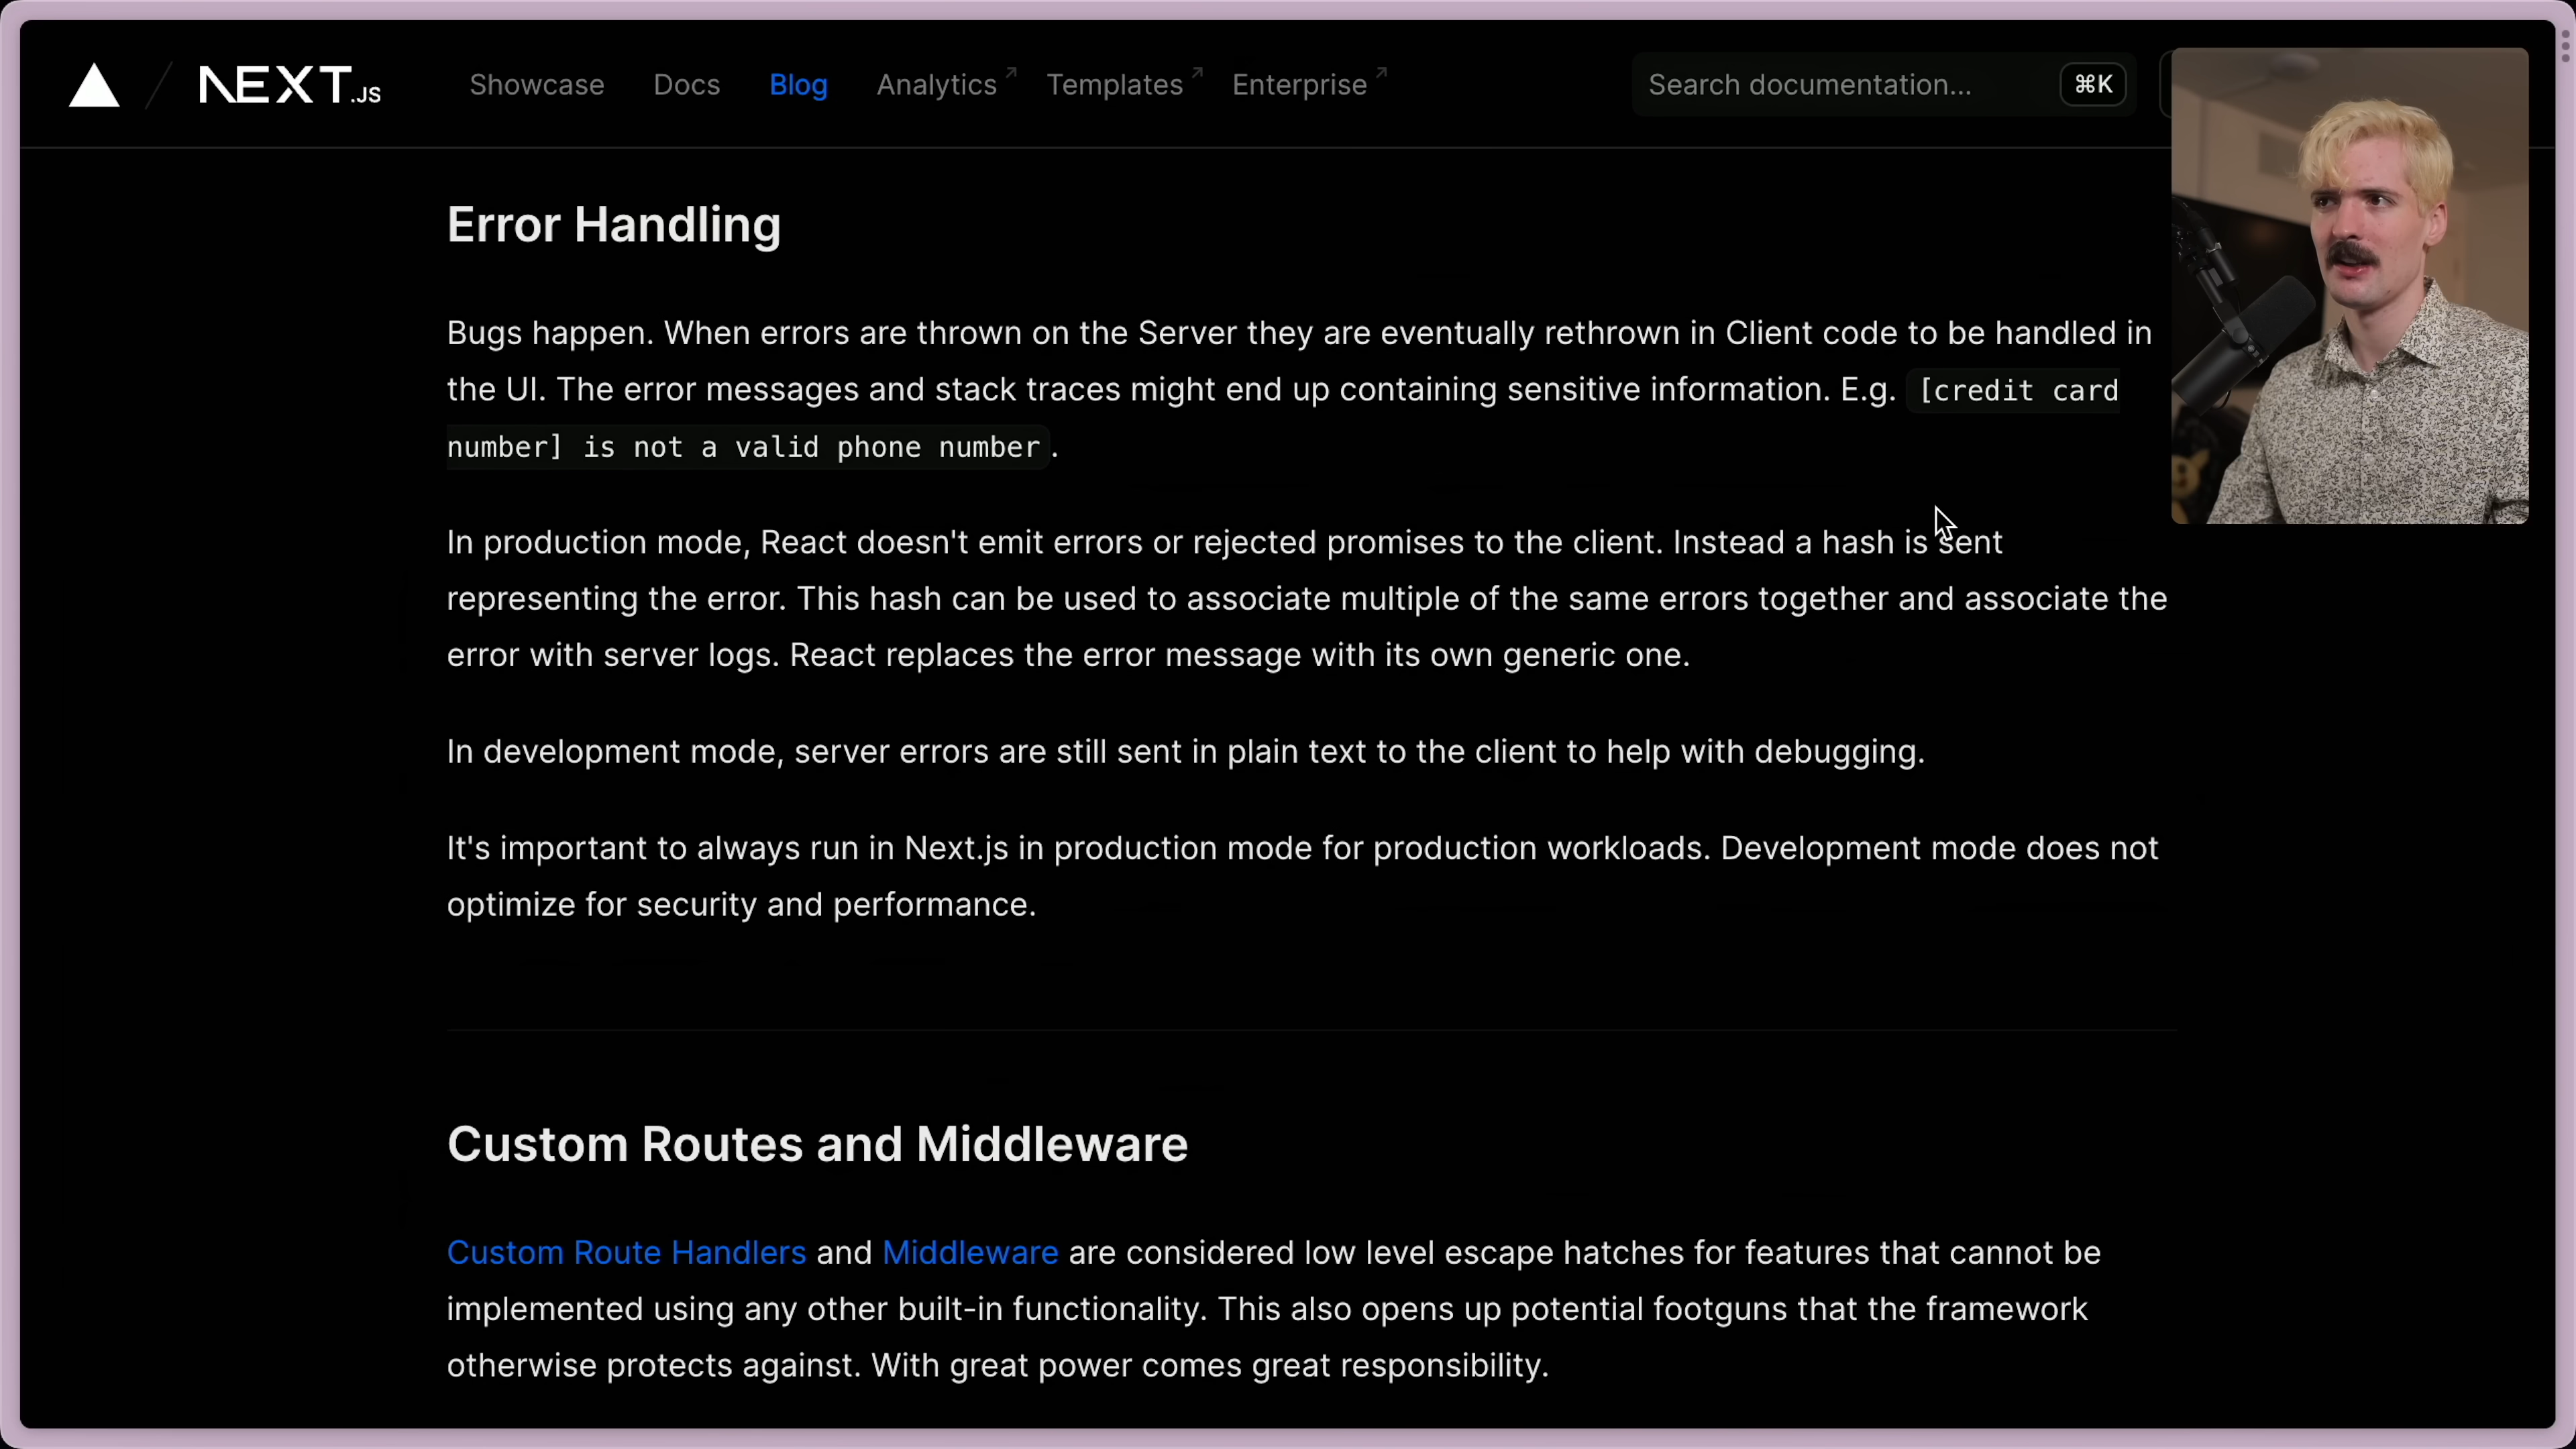 NEXT.JS
Showcase
Docs
Blog
Analytics
Templates
Enterprise
Search documentation...
⌘K
Error Handling
Bugs happen. When errors are thrown on the Server they are eventually rethrown in Client code to be handled in
the UI. The error messages and stack traces might end up containing sensitive information. E.g. [credit card
number] is not a valid phone number.
In production mode, React doesn't emit errors or rejected promises to the client. Instead a hash is sent
representing the error. This hash can be used to associate multiple of the same errors together and associate the
error with server logs. React replaces the error message with its own generic one.
In development mode, server errors are still sent in plain text to the client to help with debugging.
It's important to always run in Next.js in production mode for production workloads. Development mode does not
optimize for security and performance.
Custom Routes and Middleware
Custom Route Handlers and Middleware are considered low level escape hatches for features that cannot be
implemented using any other built-in functionality. This also opens up potential footguns that the framework
otherwise protects against. With great power comes great responsibility.